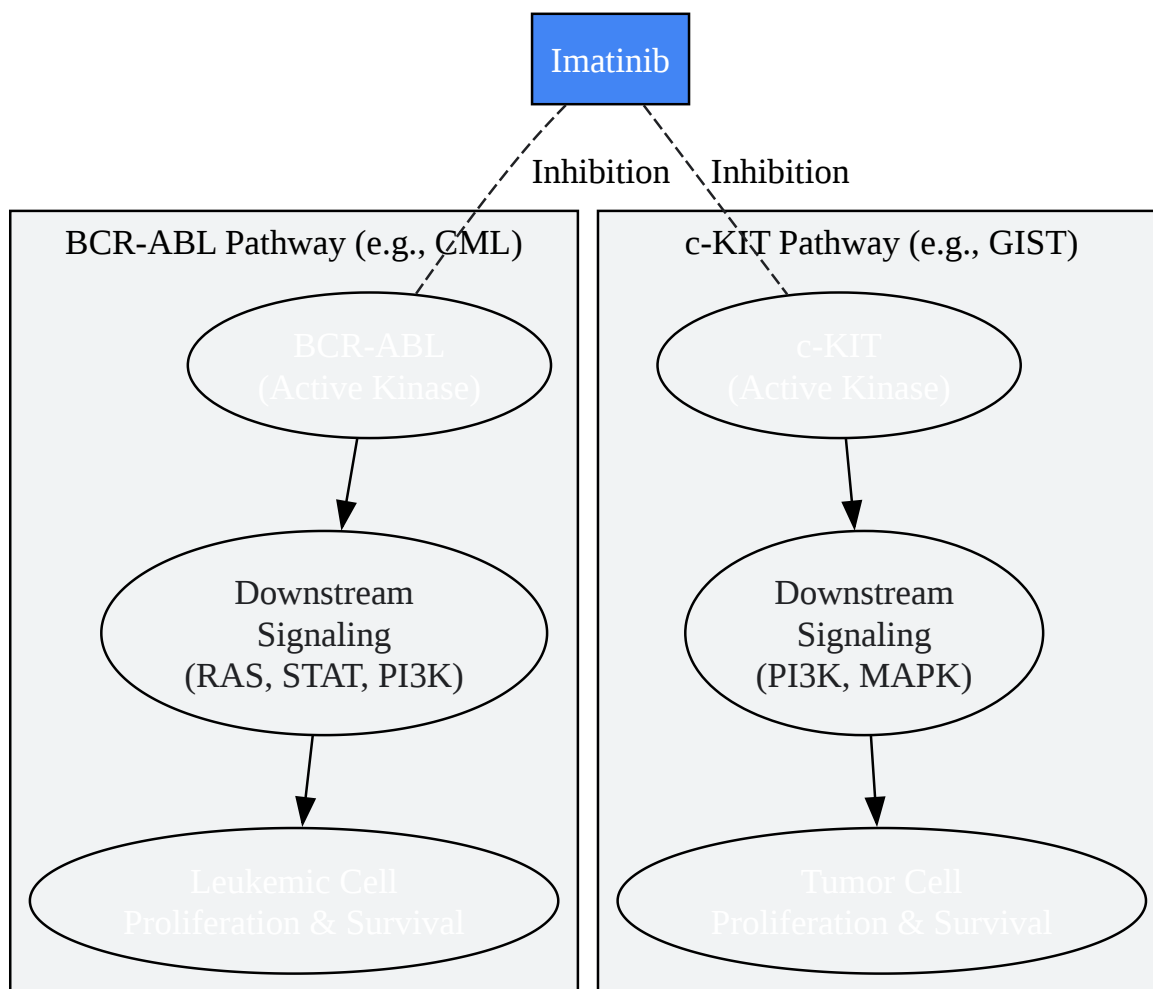 Imatinib
Inhibition
Inhibition
BCR-ABL Pathway (e.g., CML)
BCR-ABL
(Active Kinase)
Downstream
Signaling
(RAS, STAT, PI3K)
Leukemic Cell
Proliferation & Survival
c-KIT Pathway (e.g., GIST)
c-KIT
(Active Kinase)
Downstream
Signaling
(PI3K, MAPK)
Tumor Cell
Proliferation & Survival